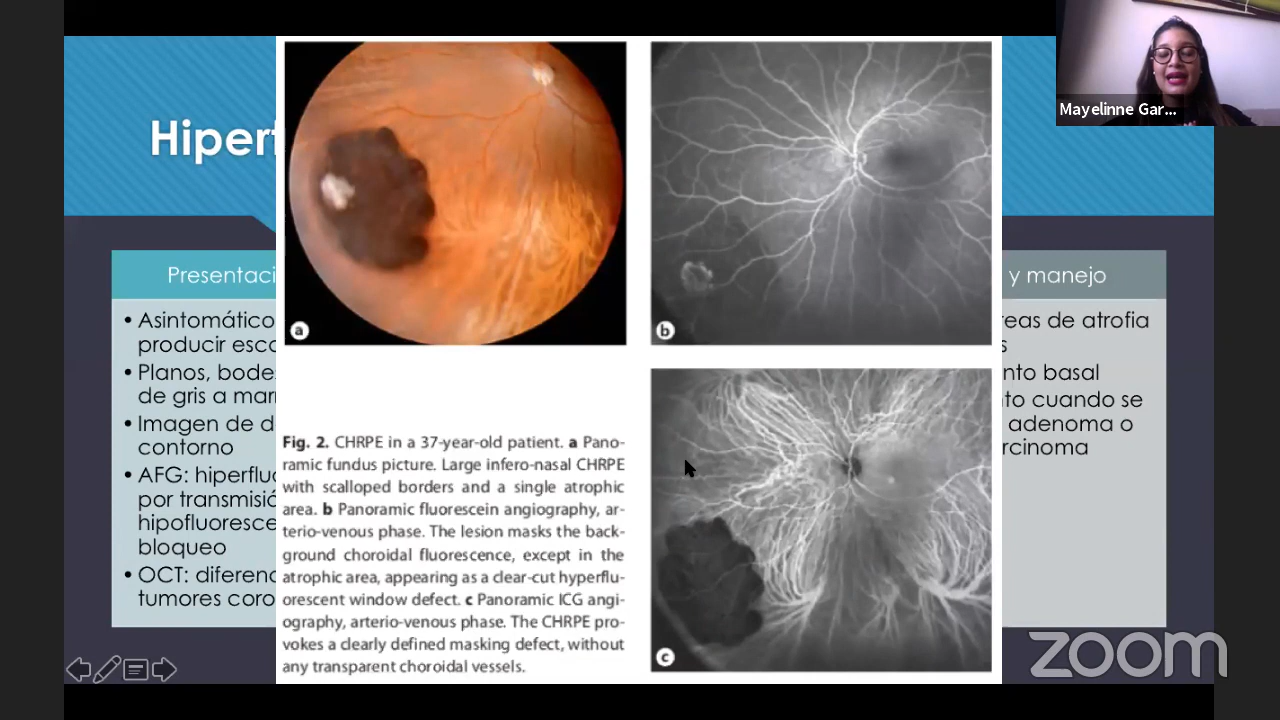 Mayelinne Gar...
Hiperf
a
b
Presentaci
y manejo
• Asintomático
producir esco
• Planos, bode
de gris a mar
• Imagen de d
contorno
• AFG: hiperflu
por transmisió
hipofluoresce
bloqueo
• OCT: diferenc
tumores coro
reas de atrofia
s
nto basal
nto cuando se
adenoma o
rcinoma
Fig. 2. CHRPE in a 37-year-old patient. a Pano-
ramic fundus picture. Large infero-nasal CHRPE
with scalloped borders and a single atrophic
area. b Panoramic fluorescein angiography, ar-
terio-venous phase. The lesion masks the back-
ground choroidal fluorescence, except in the
atrophic area, appearing as a clear-cut hyperflu-
orescent window defect. c Panoramic ICG angi-
ography, arterio-venous phase. The CHRPE pro-
vokes a clearly defined masking defect, without
any transparent choroidal vessels.
c
zoom